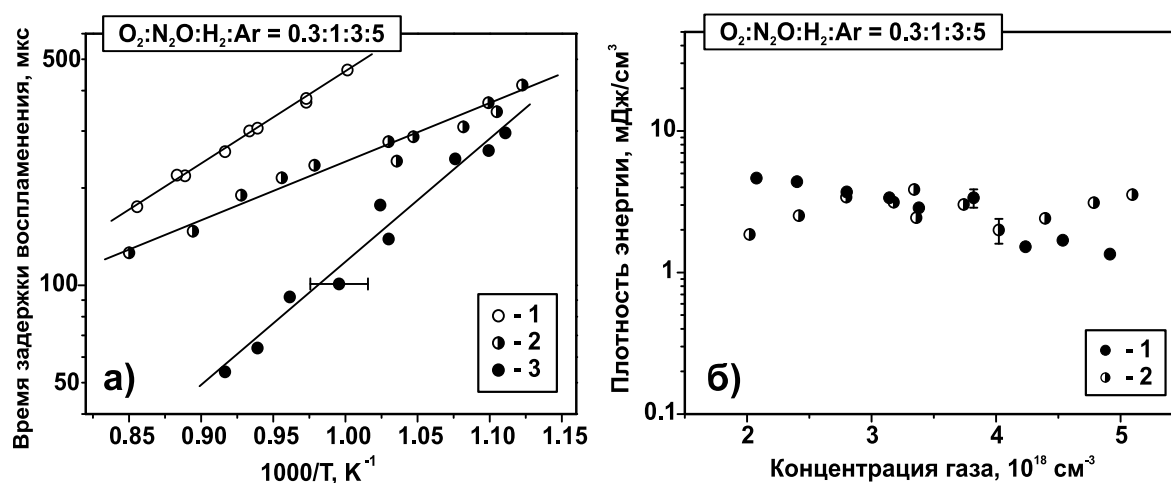 O₂:N₂O:H₂:Ar = 0.3:1:3:5
Время задержки воспламенения, мкс
500
100
50
а)
- 1
- 2
- 3
0.85 0.90 0.95 1.00 1.05 1.10 1.15
1000/T, K⁻¹
O₂:N₂O:H₂:Ar = 0.3:1:3:5
Плотность энергии, мДж/см³
10
1
0.1
б)
- 1
- 2
2 3 4 5
Концентрация газа, 10¹⁸ см⁻³